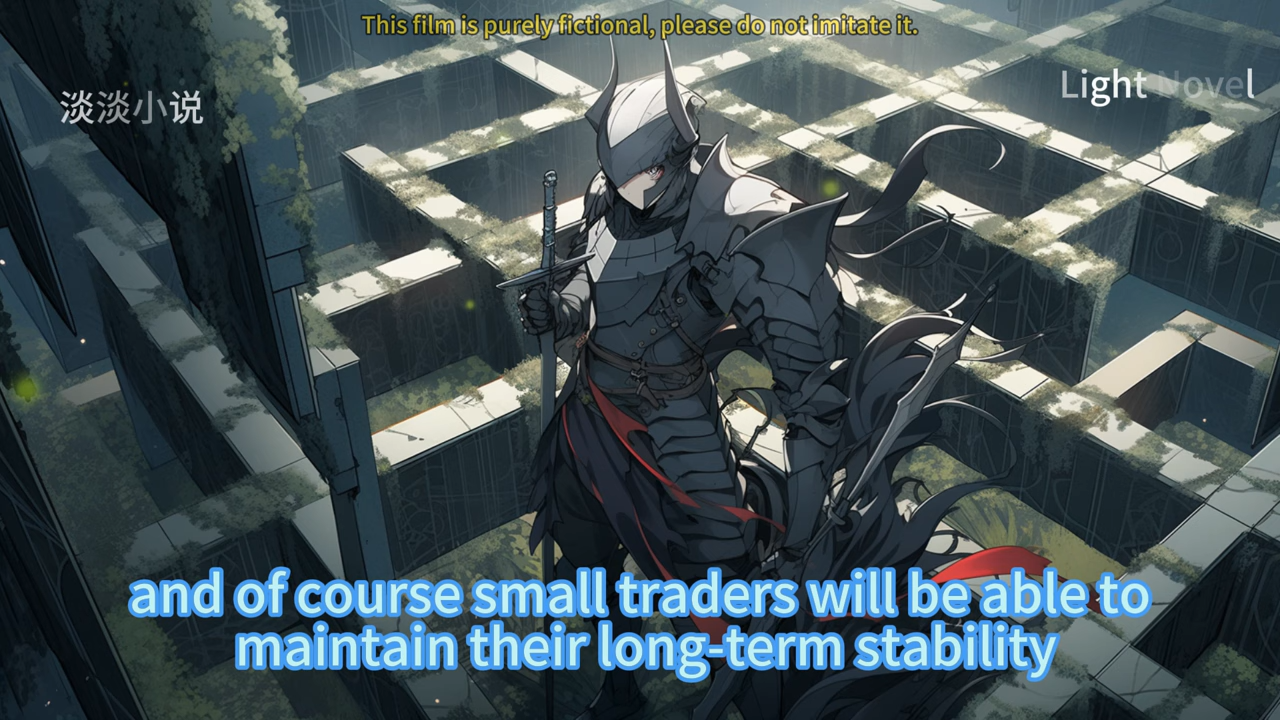 This film is purely fictional, please do not imitate it.
淡淡小说
Light Novel
and of course small traders will be able to
maintain their long-term stability